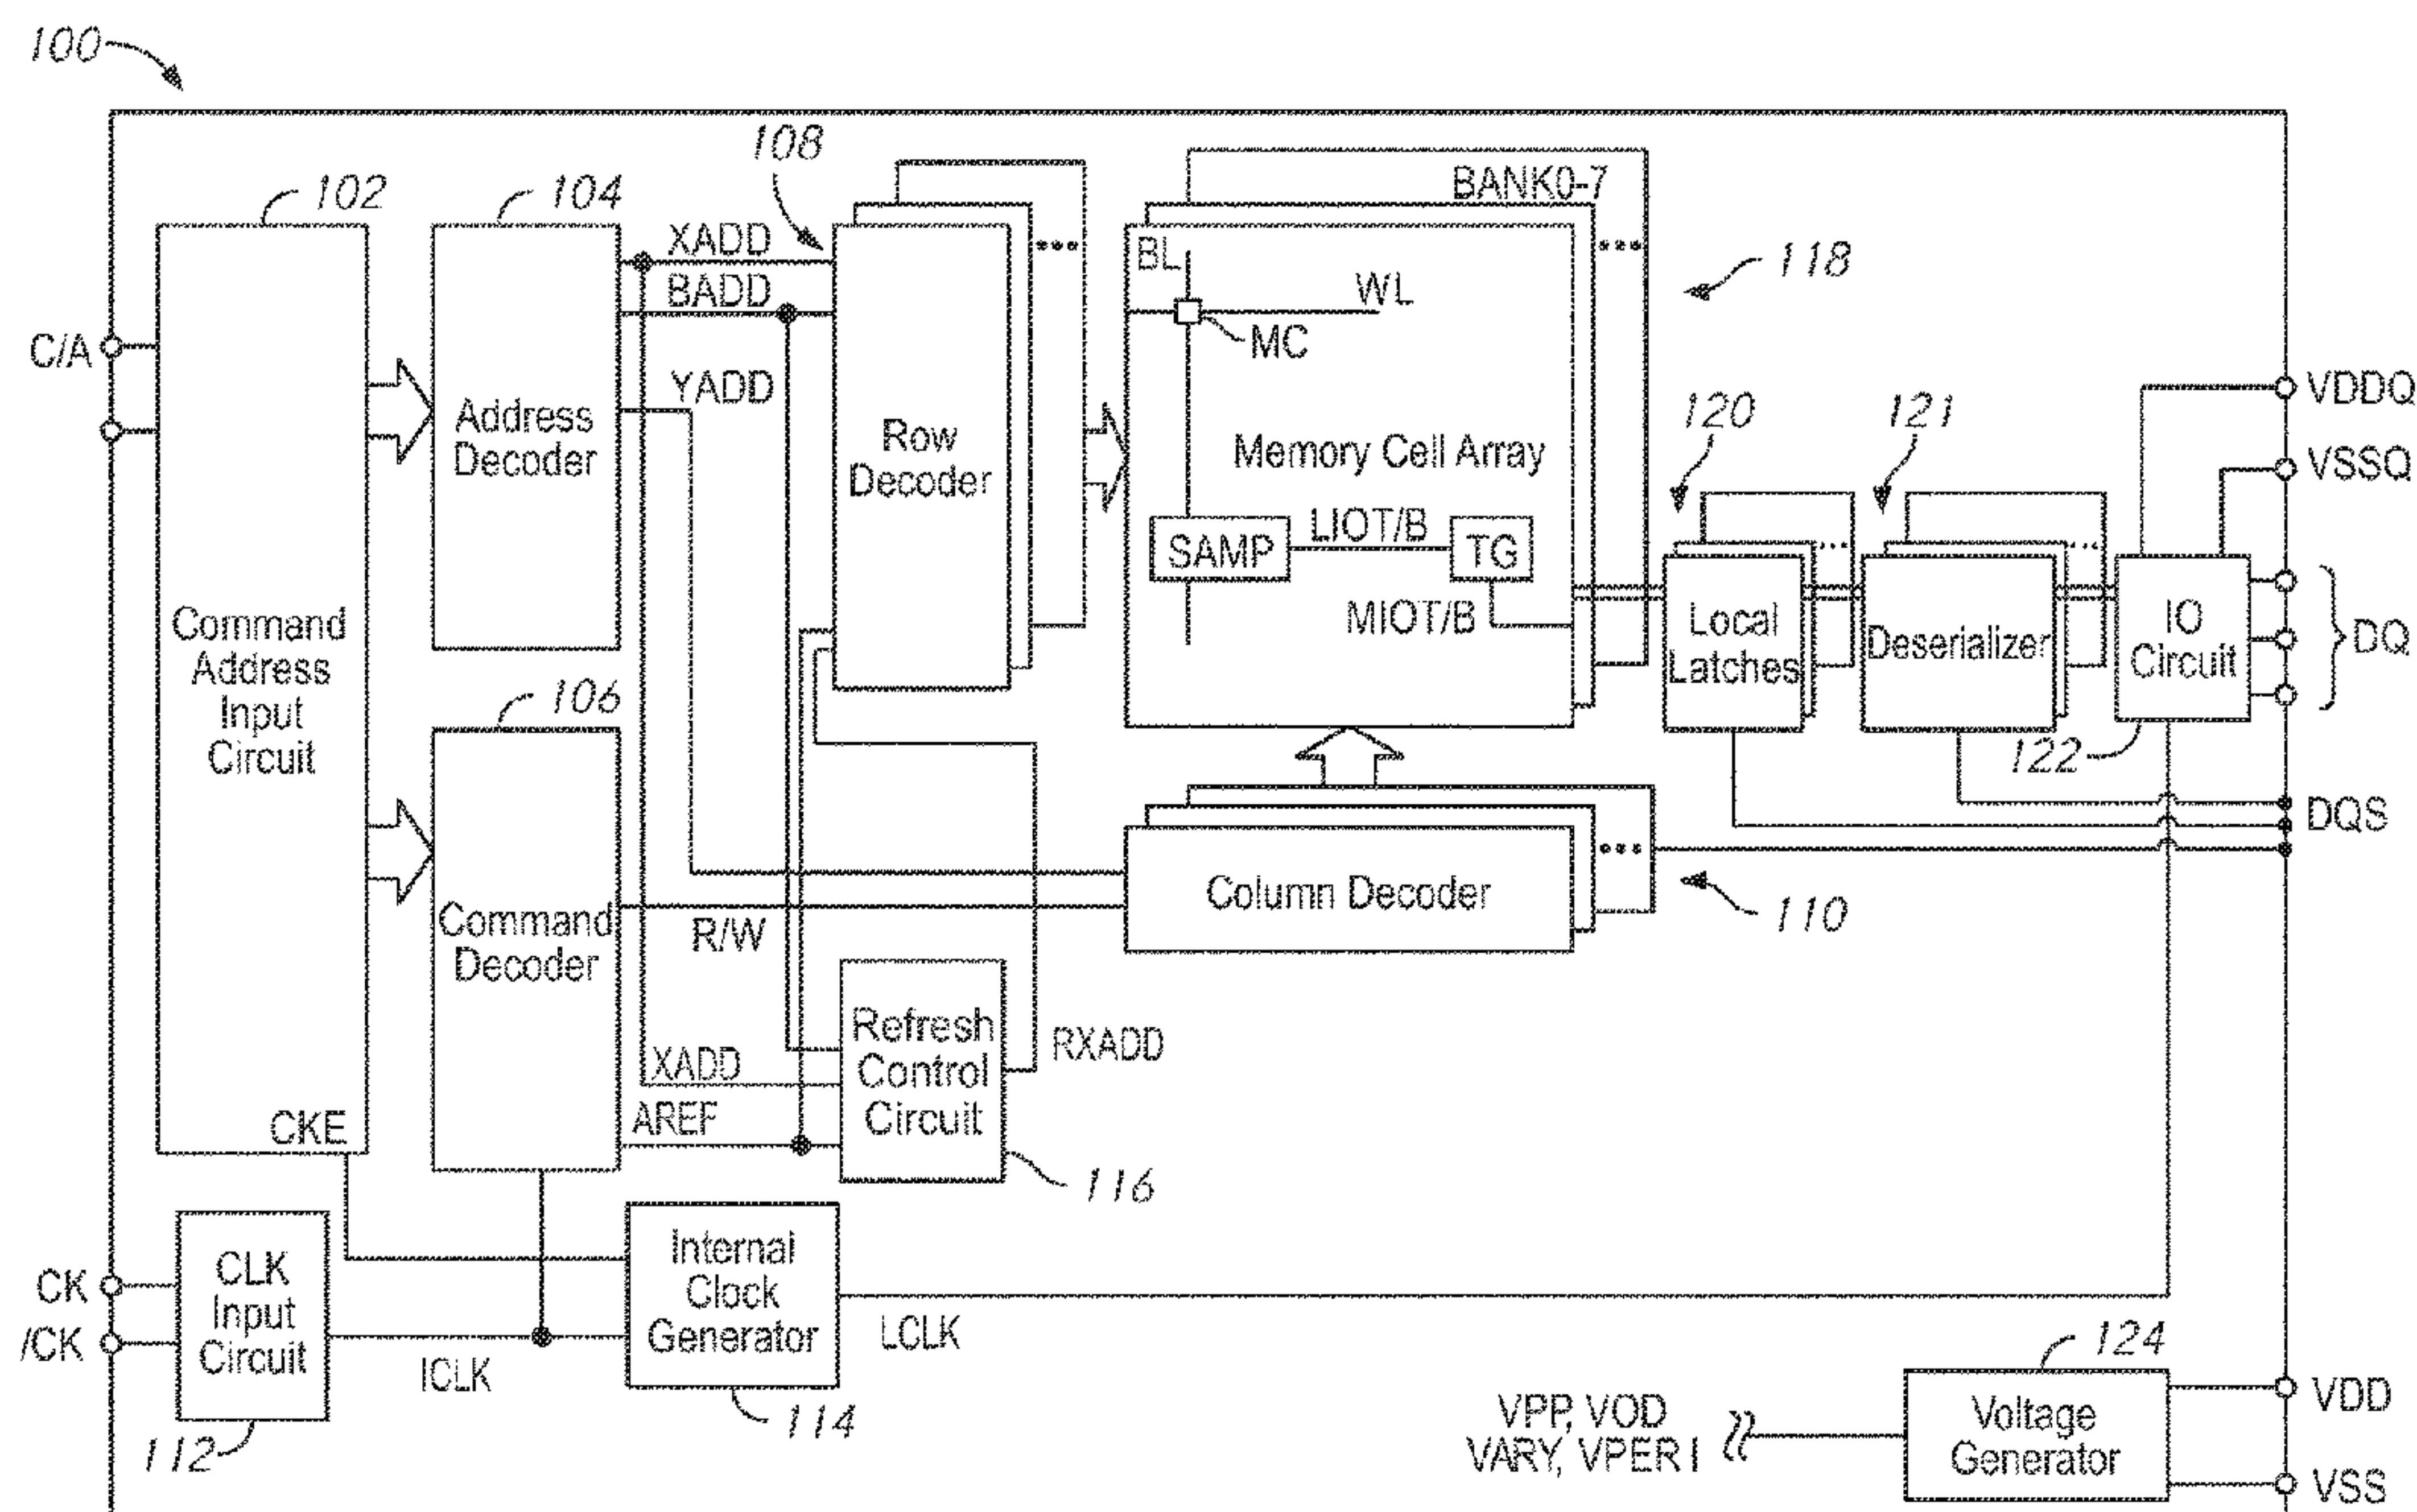 100
108
BANK0-7
102
104
XADD
BADD
YADD
BL
WL
MC
118
C/A
VDDQ
VSSQ
120
121
Address
Decoder
Row
Decoder
Memory Cell Array
SAMP
LIOT/B
TG
MIOT/B
Local
Latches
Deserializer
IO
Circuit
DQ
122
DQS
Command
Address
Input
Circuit
CKE
106
Command
Decoder
R/W
Column Decoder
110
XADD
AREF
Refresh
Control
Circuit
RXADD
116
CK
/CK
CLK
Input
Circuit
112
ICLK
Internal
Clock
Generator
LCLK
114
124
VPP, VOD
VARY, VPERI
Voltage
Generator
VDD
VSS